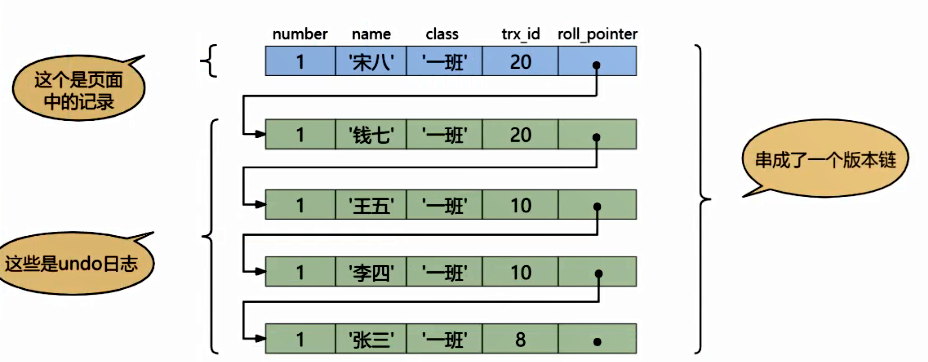 number name class trx_id roll_pointer
1 '宋八' '一班' 20
这个是页面
中的记录
1 '钱七' '一班' 20
串成了一个版本链
1 '王五' '一班' 10
这些是undo日志
1 '李四' '一班' 10
1 '张三' '一班' 8